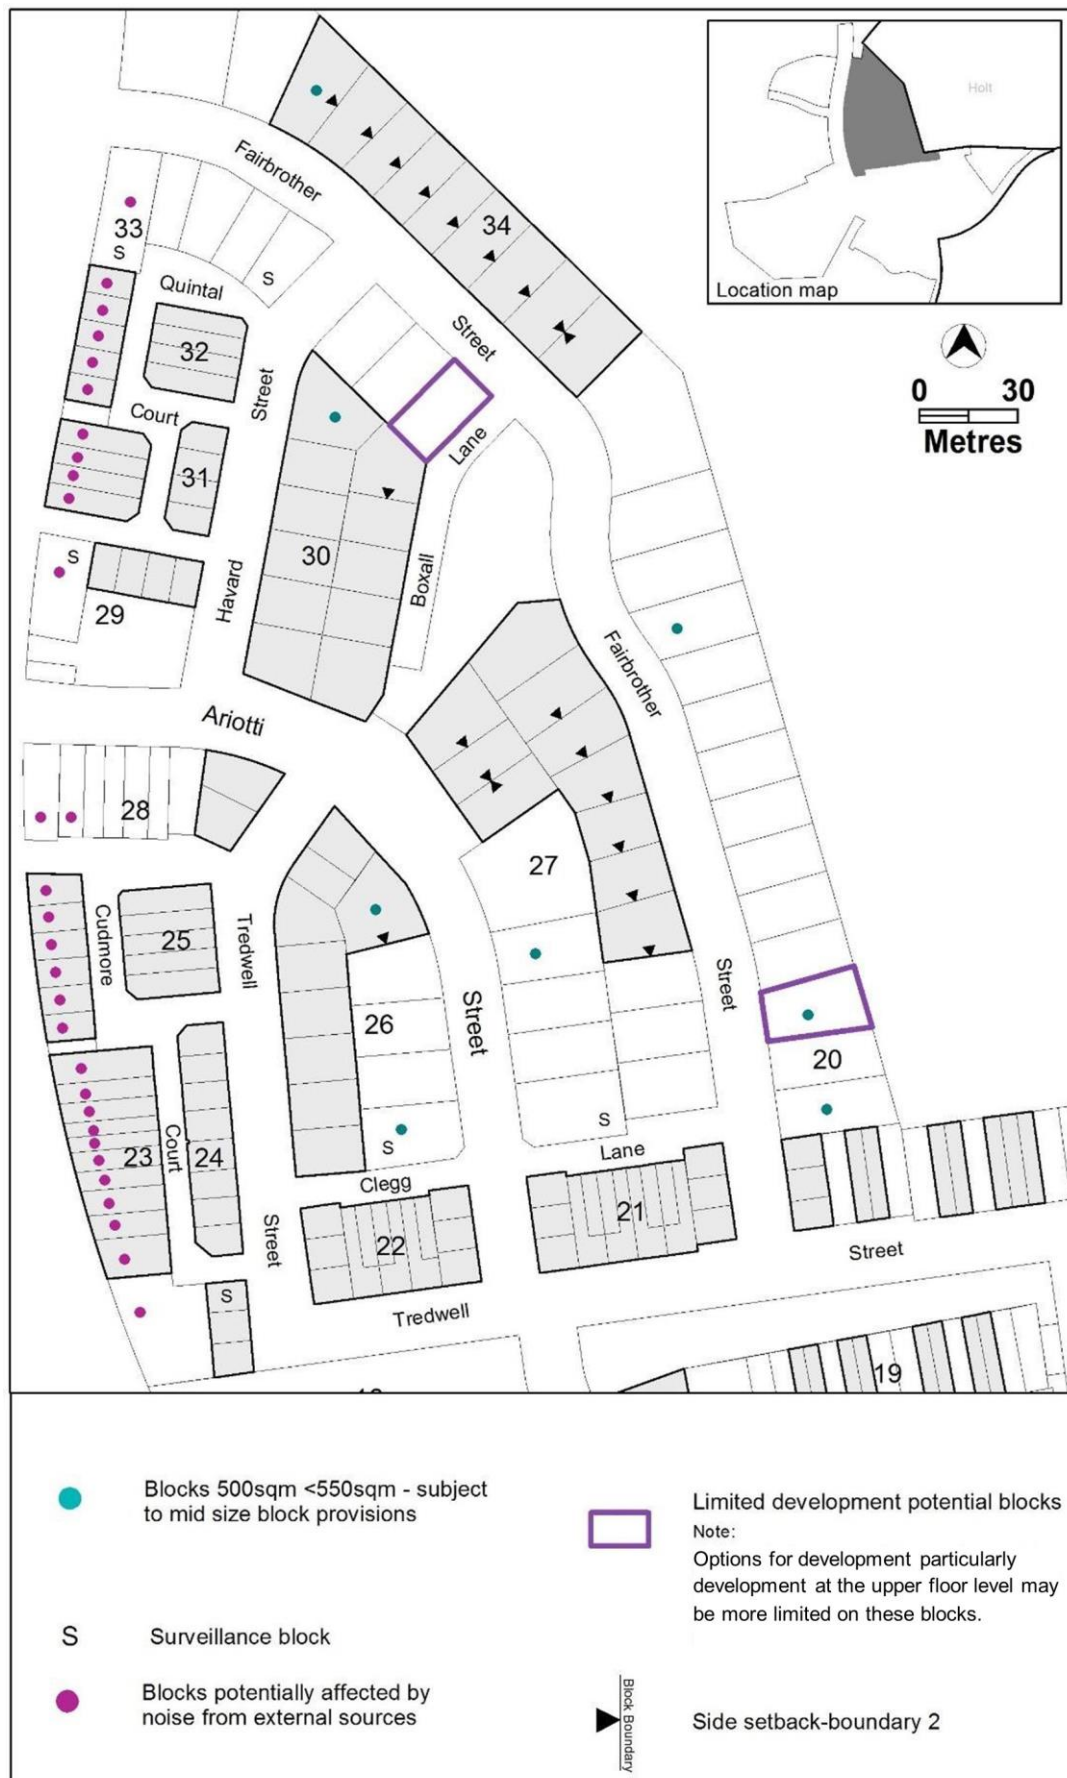 Holt
Location map
0 30
Metres
Fairbrother
34
33
S
S
Quintal
32
Street
Street
Court
31
Lane
S
30
Havard
Boxall
29
Fairbrother
Ariotti
28
27
Cudmore
25
Tredwell
Street
Street
26
20
S
S
Lane
23
Court
24
Clegg
21
22
Street
Street
S
Tredwell
19
Blocks 500sqm <550sqm - subject
to mid size block provisions
Limited development potential blocks
Note:
Options for development particularly
development at the upper floor level may
be more limited on these blocks.
S Surveillance block
Blocks potentially affected by
noise from external sources
Block Boundary
Side setback-boundary 2